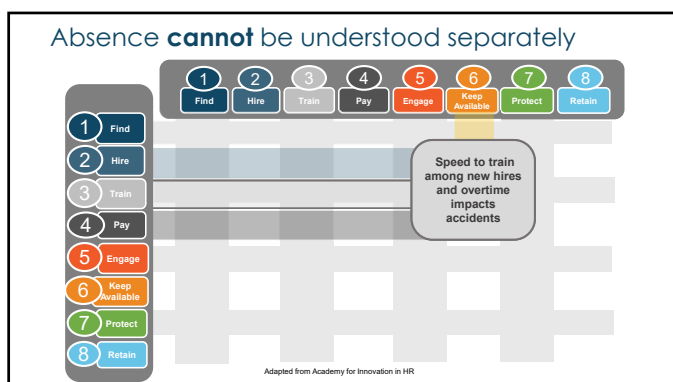 Absence cannot be understood separately
1 2 3 4 5 6 7 8
Find Hire Train Pay Engage Keep Available Protect Retain
1 Find
2 Hire
3 Train
4 Pay
5 Engage
6 Keep
Available
7 Protect
8 Retain
Speed to train
among new hires
and overtime
impacts
accidents
Adapted from Academy for Innovation in HR